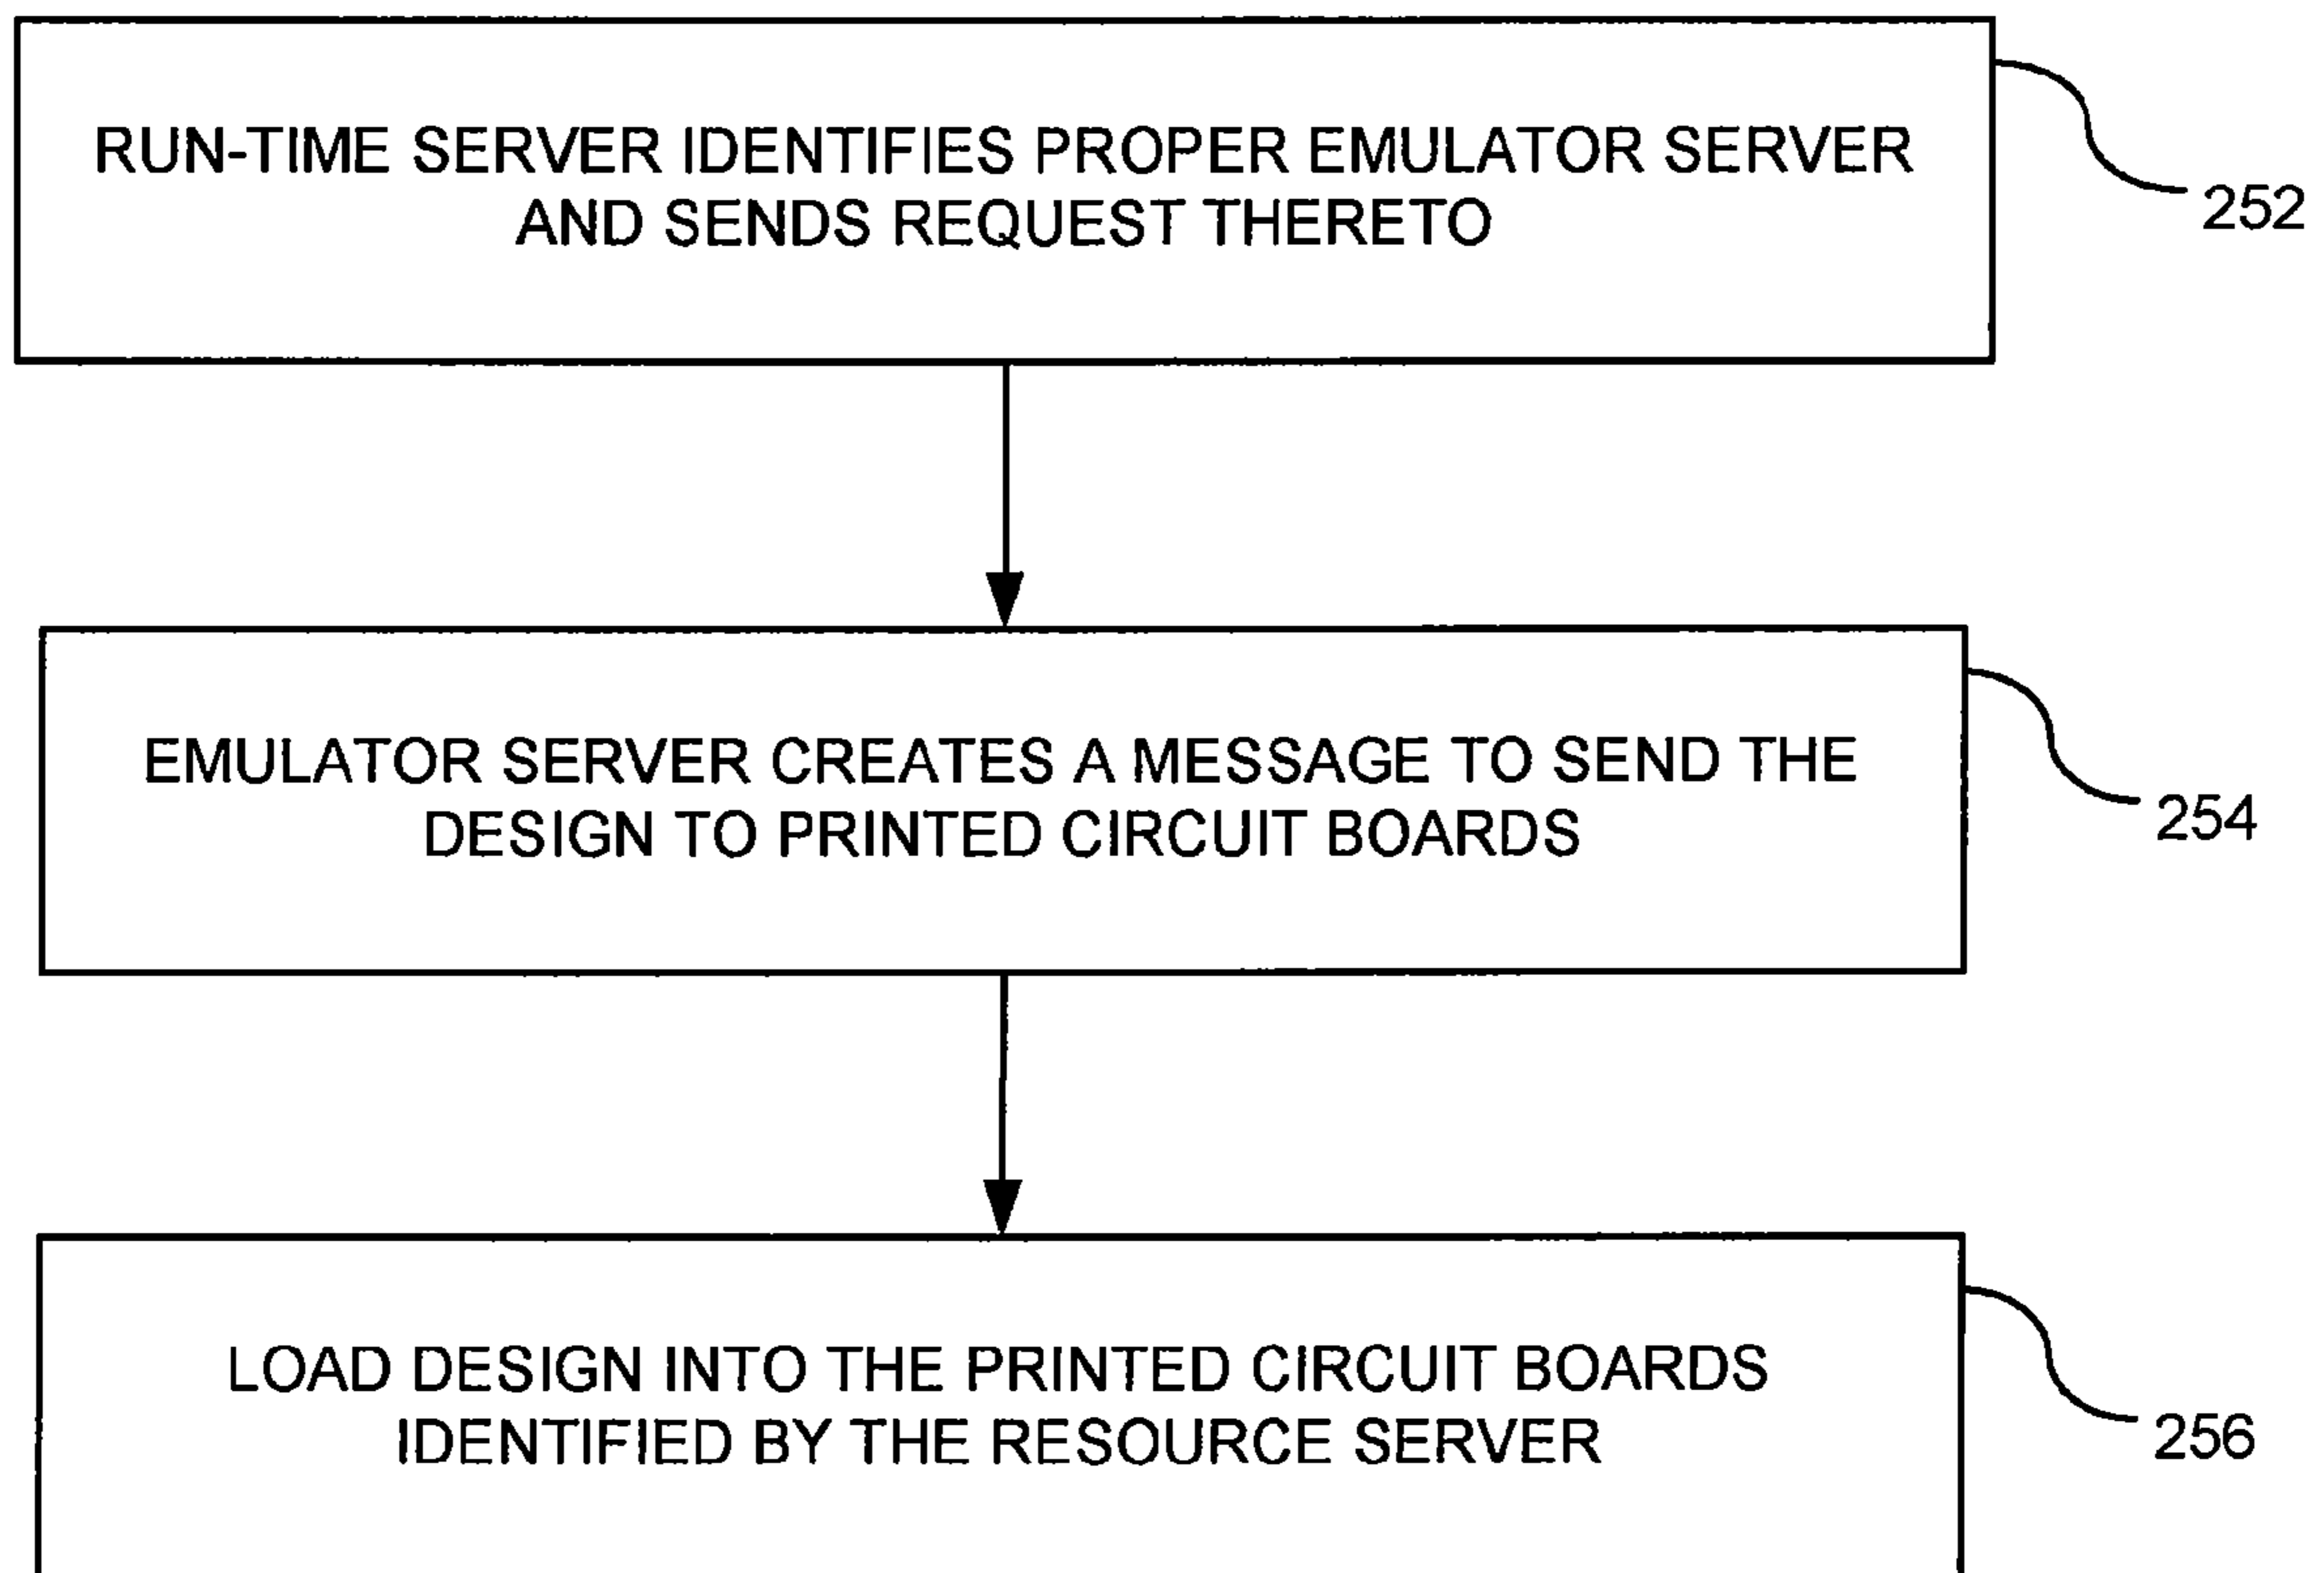 RUN-TIME SERVER IDENTIFIES PROPER EMULATOR SERVER
AND SENDS REQUEST THERETO
252
EMULATOR SERVER CREATES A MESSAGE TO SEND THE
DESIGN TO PRINTED CIRCUIT BOARDS
254
LOAD DESIGN INTO THE PRINTED CIRCUIT BOARDS
IDENTIFIED BY THE RESOURCE SERVER
256